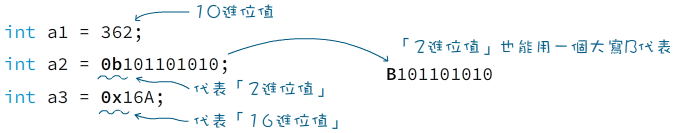 10進位值
int a1 = 362;
「2進位值」也能用一個大寫B代表
int a2 = 0b101101010;
B101101010
代表「2進位值」
int a3 = 0x16A;
代表「16進位值」